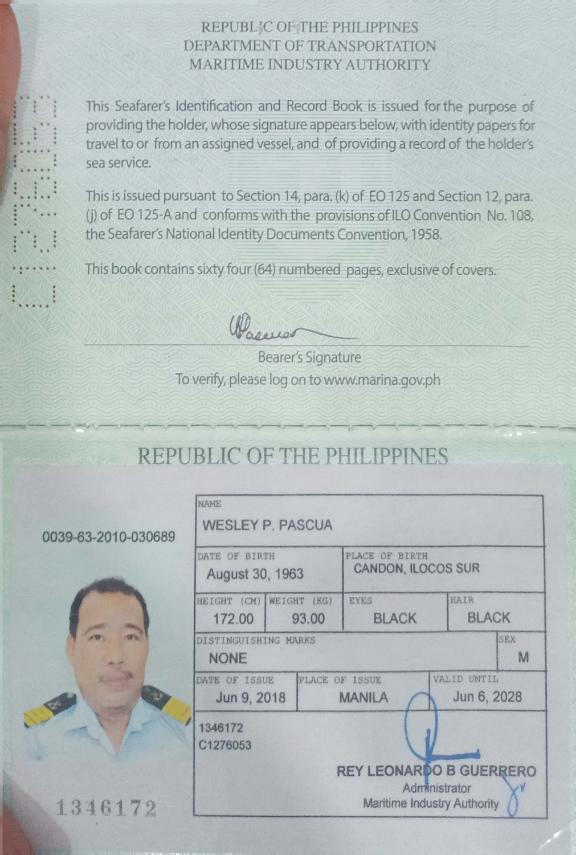 REPUBLIC OF THE PHILIPPINES
DEPARTMENT OF TRANSPORTATION
MARITIME INDUSTRY AUTHORITY
This Seafarer's Identification and Record Book is issued for the purpose of
providing the holder, whose signature appears below, with identity papers for
travel to or from an assigned vessel, and of providing a record of the holder's
sea service.
This is issued pursuant to Section 14, para. (k) of EO 125 and Section 12, para.
(j) of EO 125-A and conforms with the provisions of ILO Convention No. 108,
the Seafarer's National Identity Documents Convention, 1958.
This book contains sixty four (64) numbered pages, exclusive of covers.
WPascua
Bearer's Signature
To verify, please log on to www.marina.gov.ph
C1276053
REPUBLIC OF THE PHILIPPINES
0039-63-2010-030689
NAME
WESLEY P. PASCUA
DATE OF BIRTH PLACE OF BIRTH
August 30, 1963 CANDON, ILOCOS SUR
HEIGHT (CM) WEIGHT (KG) EYES HAIR
172.00 93.00 BLACK BLACK
DISTINGUISHING MARKS SEX
NONE M
DATE OF ISSUE PLACE OF ISSUE VALID UNTIL
Jun 9, 2018 MANILA Jun 6, 2028
1346172
C1276053
REY LEONARDO B GUERRERO
Administrator
Maritime Industry Authority
1346172